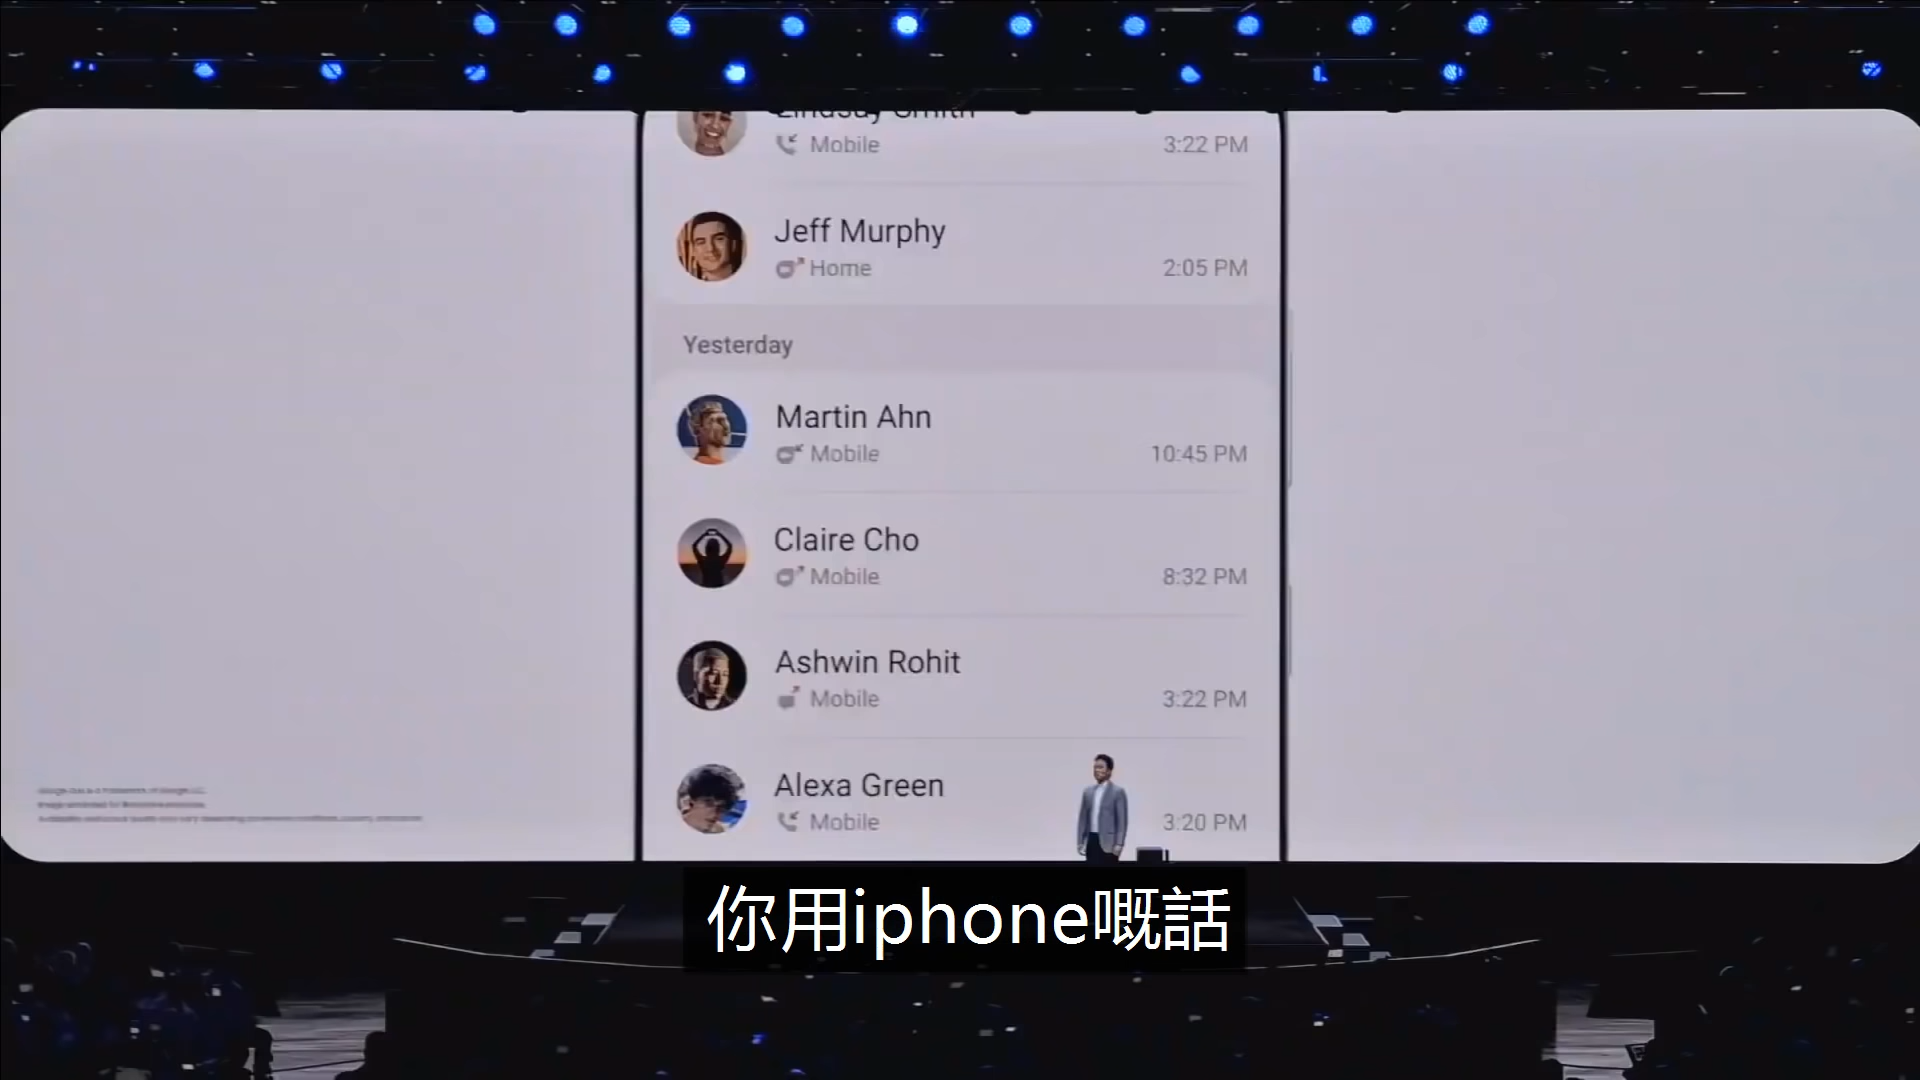 Lindsay Smith
Mobile
3:22 PM
Jeff Murphy
Home
2:05 PM
Yesterday
Martin Ahn
Mobile
10:45 PM
Claire Cho
Mobile
8:32 PM
Ashwin Rohit
Mobile
3:22 PM
Alexa Green
Mobile
3:20 PM
你用iphone嘅話